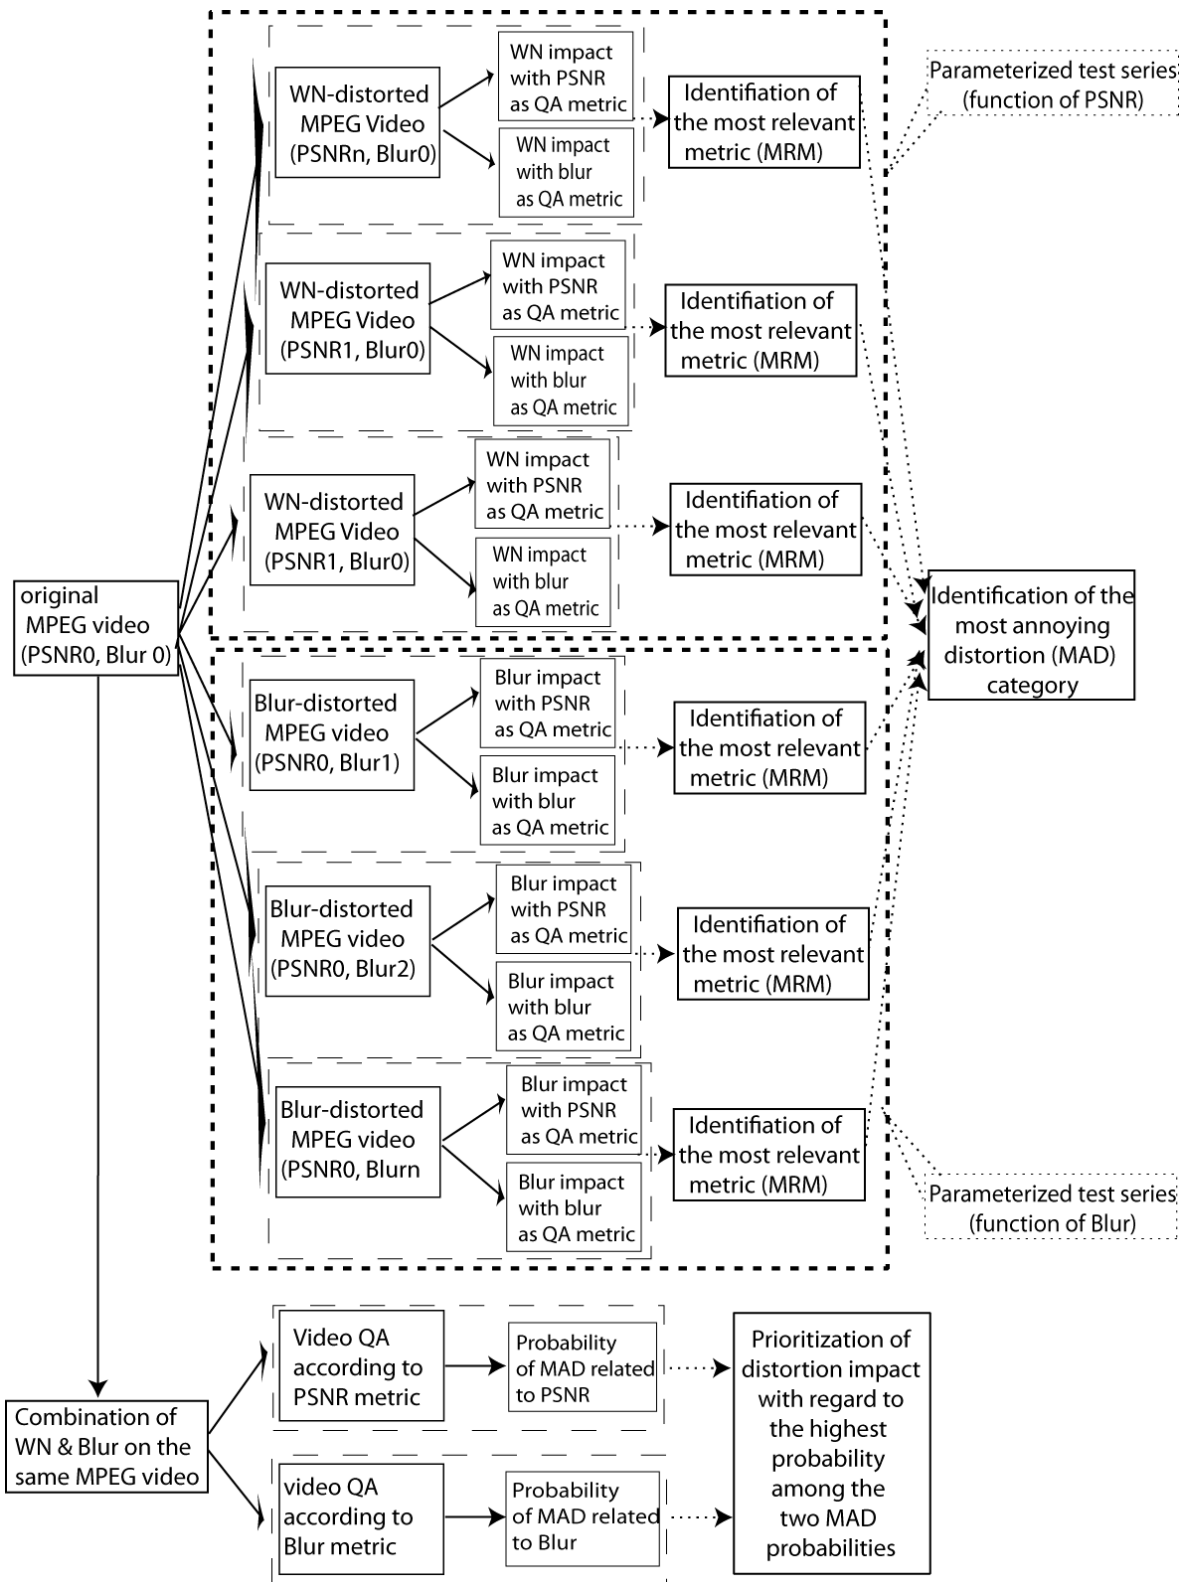 WN-distorted
MPEG Video
(PSNRn, Blur0)
WN impact
with PSNR
as QA metric
WN impact
with blur
as QA metric
Identifiation of
the most relevant
metric (MRM)
Parameterized test series
(function of PSNR)
WN-distorted
MPEG Video
(PSNR1, Blur0)
WN impact
with PSNR
as QA metric
WN impact
with blur
as QA metric
Identifiation of
the most relevant
metric (MRM)
WN-distorted
MPEG Video
(PSNR1, Blur0)
WN impact
with PSNR
as QA metric
WN impact
with blur
as QA metric
Identifiation of
the most relevant
metric (MRM)
original
MPEG video
(PSNR0, Blur 0)
Identification of the
most annoying
distortion (MAD)
category
Blur-distorted
MPEG video
(PSNR0, Blur1)
Blur impact
with PSNR
as QA metric
Blur impact
with blur
as QA metric
Identifiation of
the most relevant
metric (MRM)
Blur-distorted
MPEG video
(PSNR0, Blur2)
Blur impact
with PSNR
as QA metric
Blur impact
with blur
as QA metric
Identifiation of
the most relevant
metric (MRM)
Blur-distorted
MPEG video
(PSNR0, Blurn
Blur impact
with PSNR
as QA metric
Blur impact
with blur
as QA metric
Identifiation of
the most relevant
metric (MRM)
Parameterized test series
(function of Blur)
Combination of
WN & Blur on the
same MPEG video
Video QA
according to
PSNR metric
Probability
of MAD related
to PSNR
video QA
according to
Blur metric
Probability
of MAD related
to Blur
Prioritization of
distortion impact
with regard to
the highest
probability
among the
two MAD
probabilities